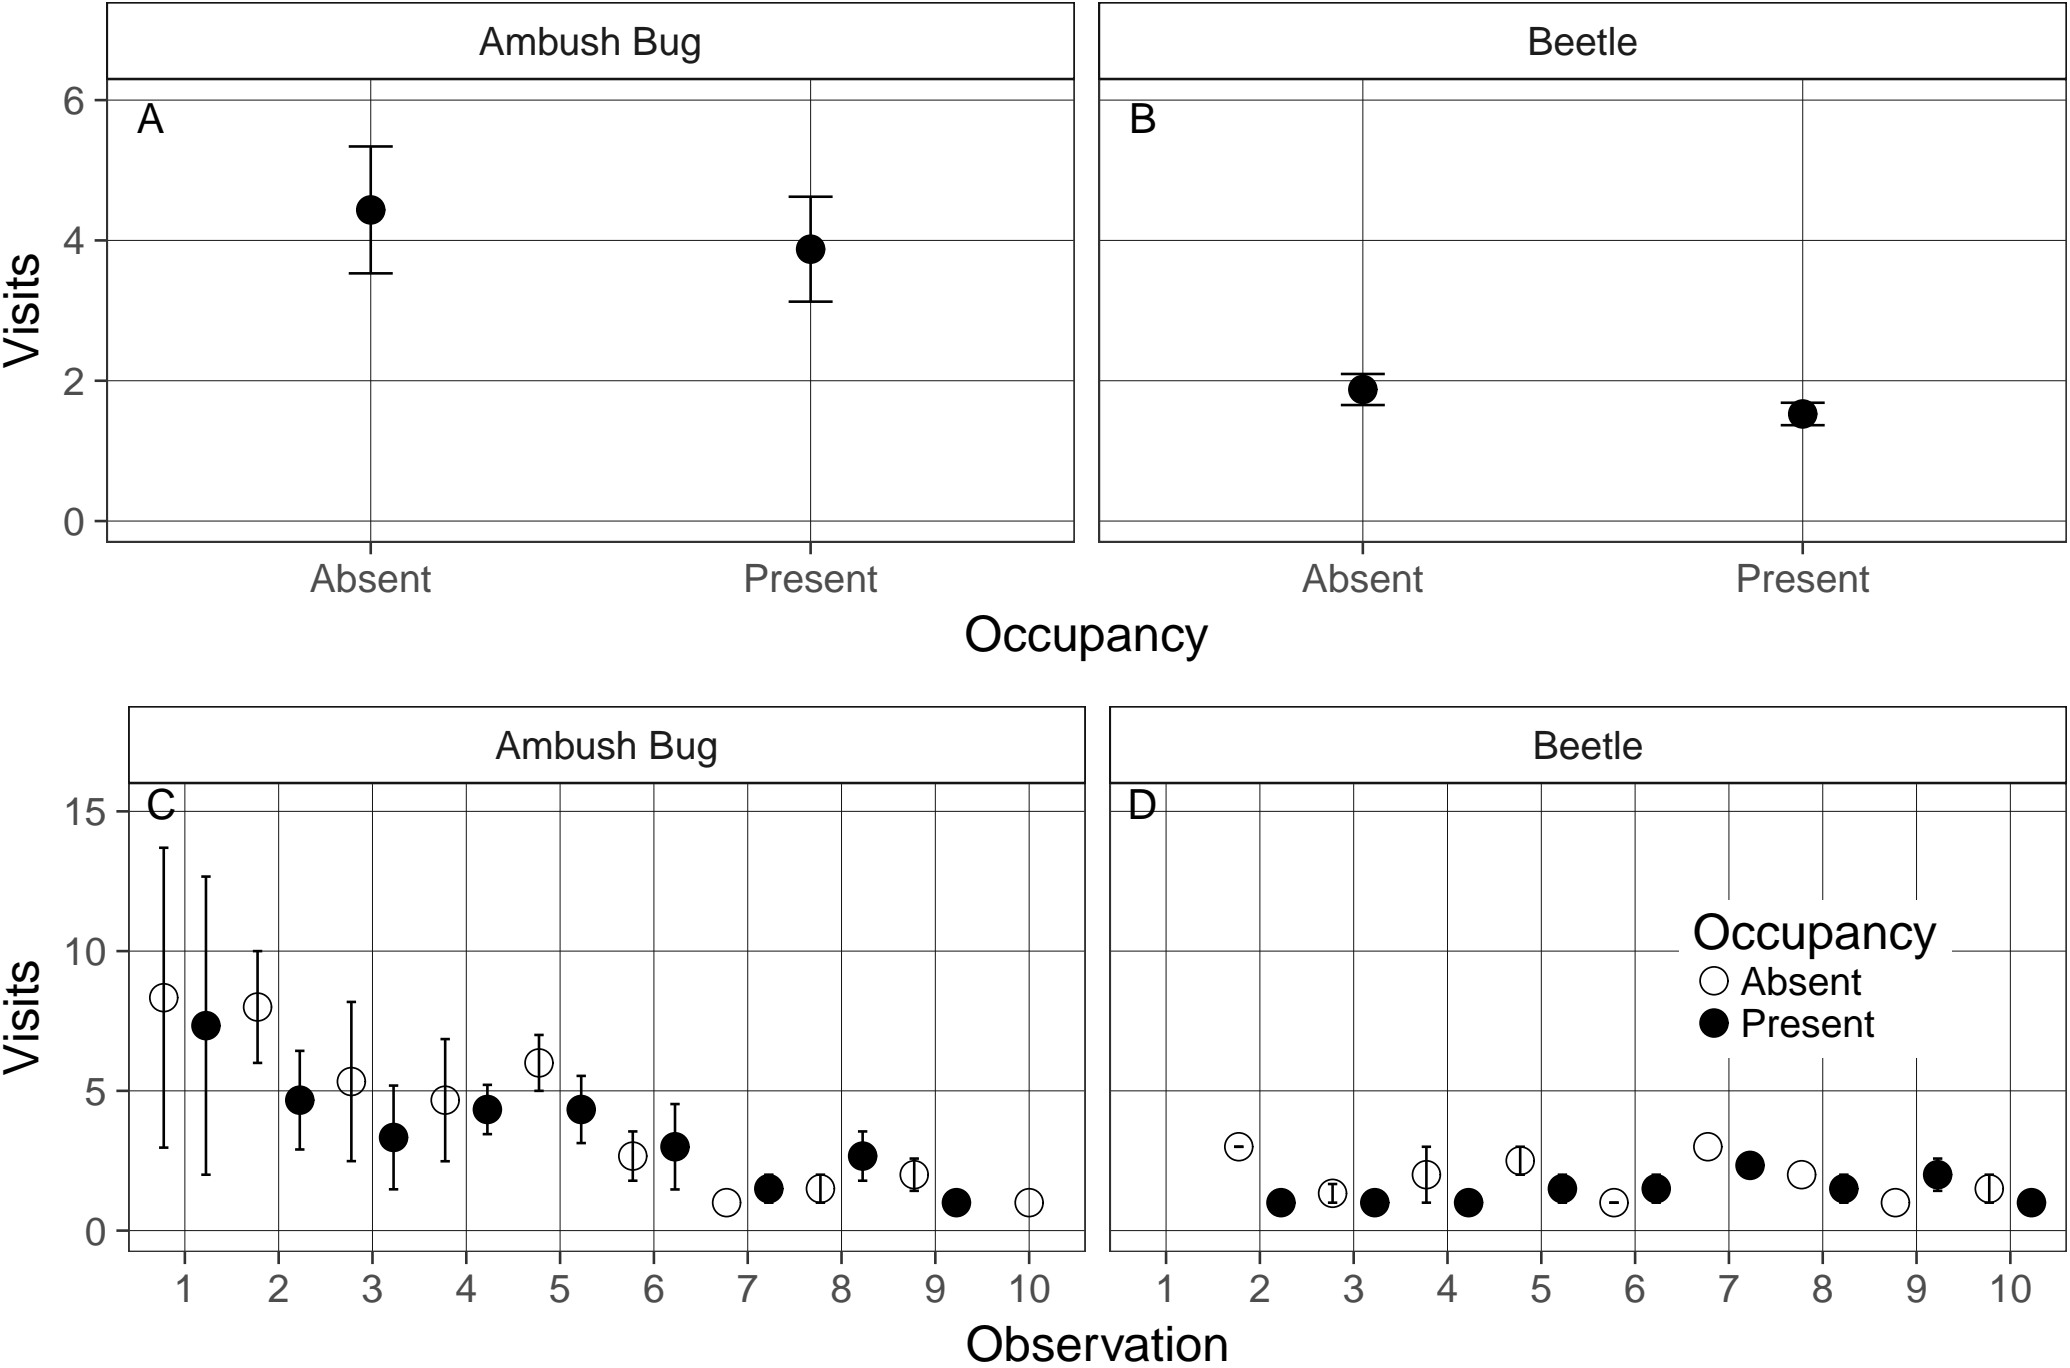 Ambush Bug Beetle
A B
6
4
2
0
Visits
Absent Present Absent Present
Occupancy
Ambush Bug Beetle
C D
15
10
5
0
Visits
Occupancy
Absent
Present
1 2 3 4 5 6 7 8 9 10 1 2 3 4 5 6 7 8 9 10
Observation